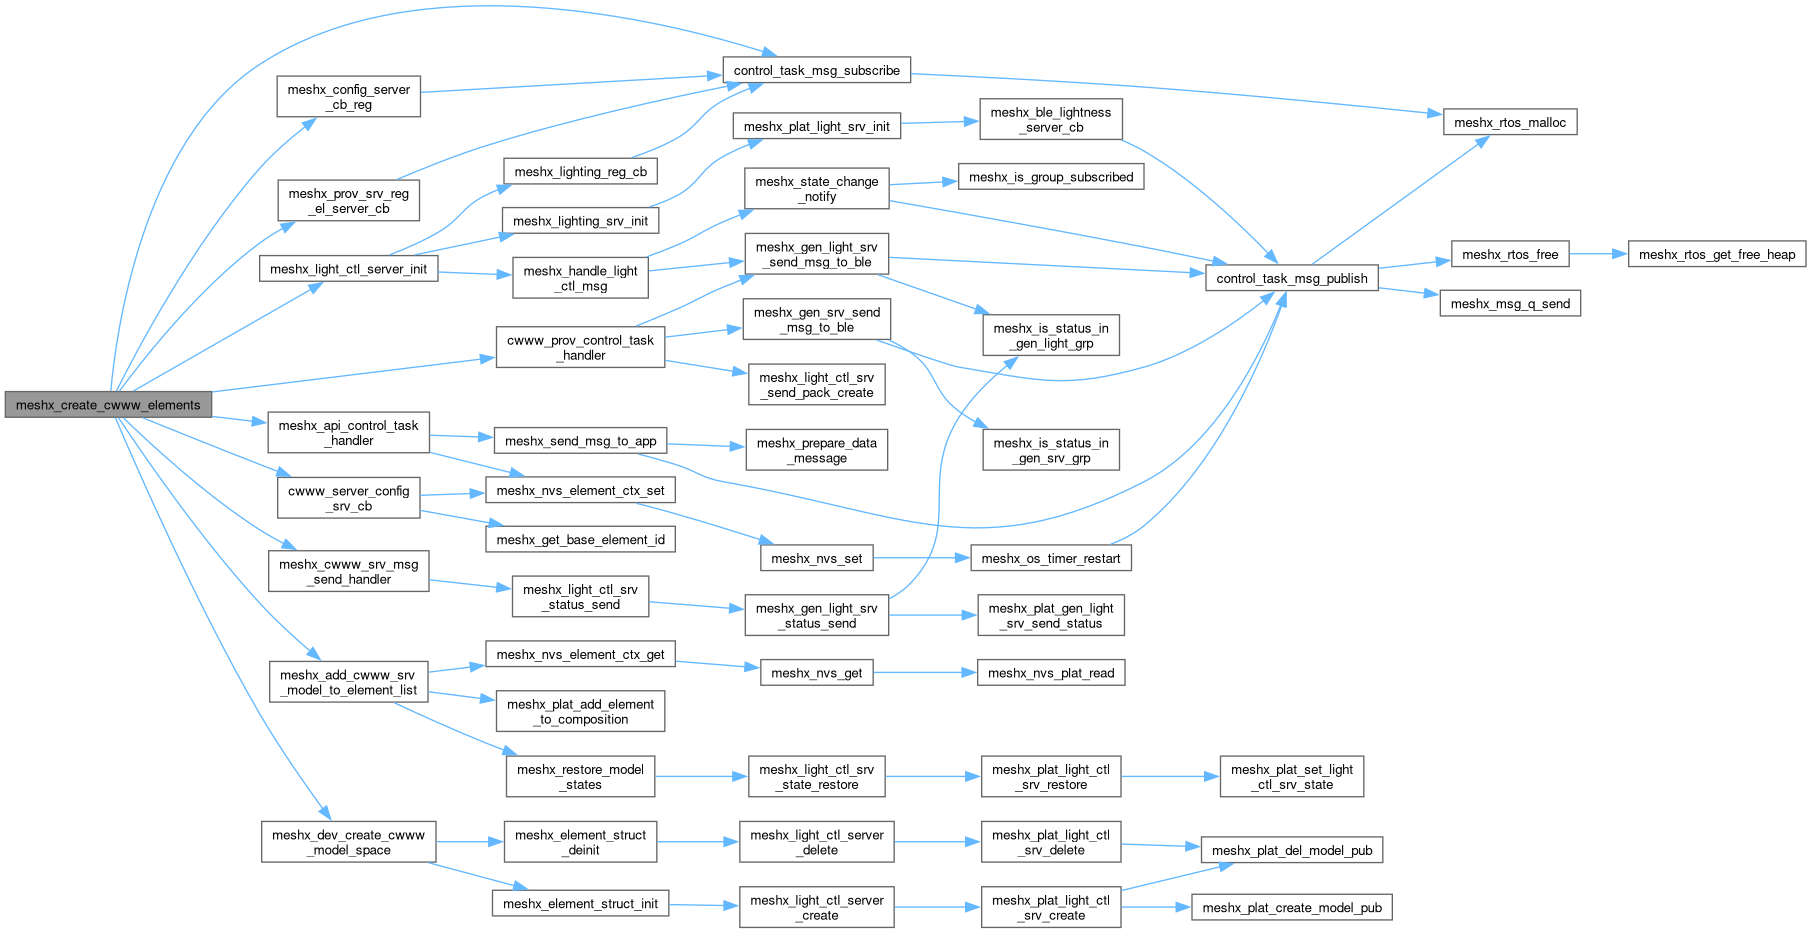 meshx_create_cwww_elements
meshx_config_server
_cb_reg
meshx_prov_srv_reg
_el_server_cb
meshx_light_ctl_server_init
meshx_api_control_task
_handler
cwww_server_config
_srv_cb
meshx_cwww_srv_msg
_send_handler
meshx_add_cwww_srv
_model_to_element_list
meshx_dev_create_cwww
_model_space
meshx_lighting_reg_cb
meshx_lighting_srv_init
meshx_handle_light
_ctl_msg
cwww_prov_control_task
_handler
meshx_send_msg_to_app
meshx_nvs_element_ctx_set
meshx_get_base_element_id
meshx_light_ctl_srv
_status_send
meshx_nvs_element_ctx_get
meshx_plat_add_element
_to_composition
meshx_restore_model
_states
meshx_element_struct
_deinit
meshx_element_struct_init
control_task_msg_subscribe
meshx_plat_light_srv_init
meshx_state_change
_notify
meshx_gen_light_srv
_send_msg_to_ble
meshx_gen_srv_send
_msg_to_ble
meshx_light_ctl_srv
_send_pack_create
meshx_prepare_data
_message
meshx_nvs_set
meshx_gen_light_srv
_status_send
meshx_nvs_get
meshx_light_ctl_srv
_state_restore
meshx_light_ctl_server
_delete
meshx_light_ctl_server
_create
meshx_ble_lightness
_server_cb
meshx_is_group_subscribed
meshx_is_status_in
_gen_light_grp
meshx_is_status_in
_gen_srv_grp
meshx_os_timer_restart
meshx_plat_gen_light
_srv_send_status
meshx_nvs_plat_read
meshx_plat_light_ctl
_srv_restore
meshx_plat_light_ctl
_srv_delete
meshx_plat_light_ctl
_srv_create
control_task_msg_publish
meshx_plat_set_light
_ctl_srv_state
meshx_plat_del_model_pub
meshx_plat_create_model_pub
meshx_rtos_malloc
meshx_rtos_free
meshx_msg_q_send
meshx_rtos_get_free_heap